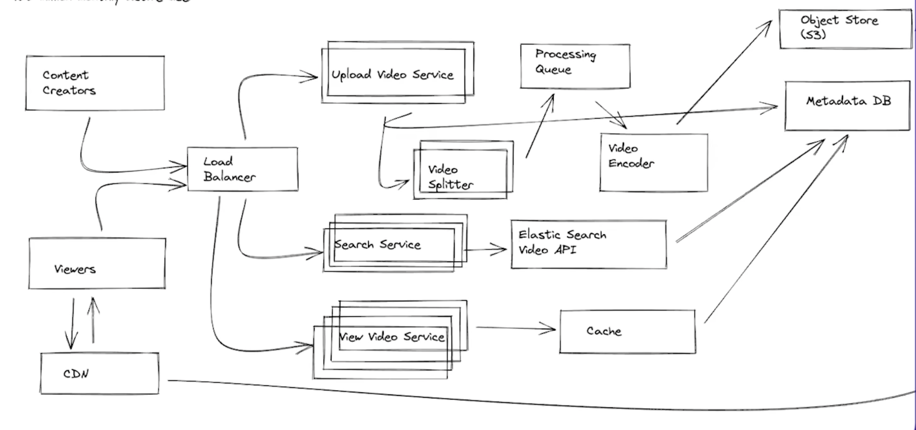 Content
Creators
Upload Video Service
Processing
Queue
Object Store
(S3)
Metadata DB
Load
Balancer
Video
Splitter
Video
Encoder
Viewers
Search Service
Elastic Search
Video API
View Video Service
Cache
CDN